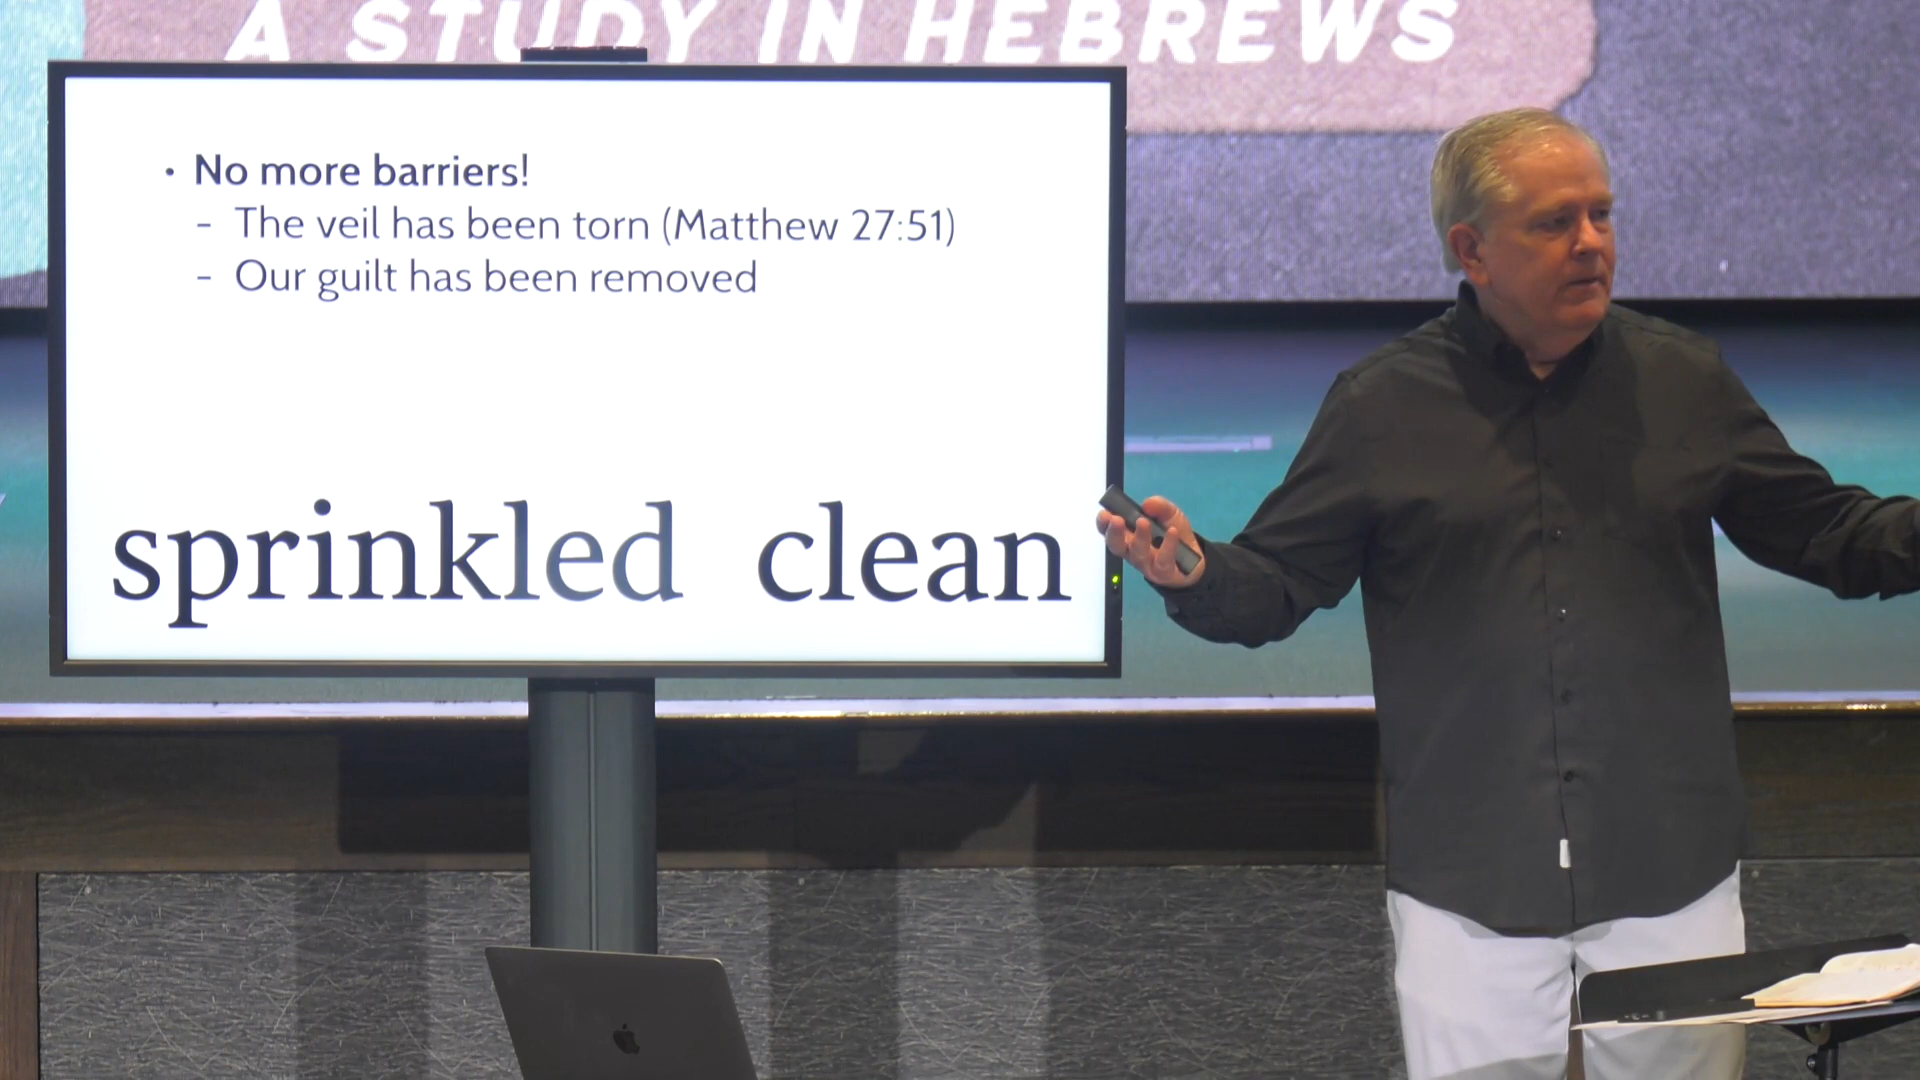 A STUDY IN HEBREWS
• No more barriers!
- The veil has been torn (Matthew 27:51)
- Our guilt has been removed
sprinkled clean